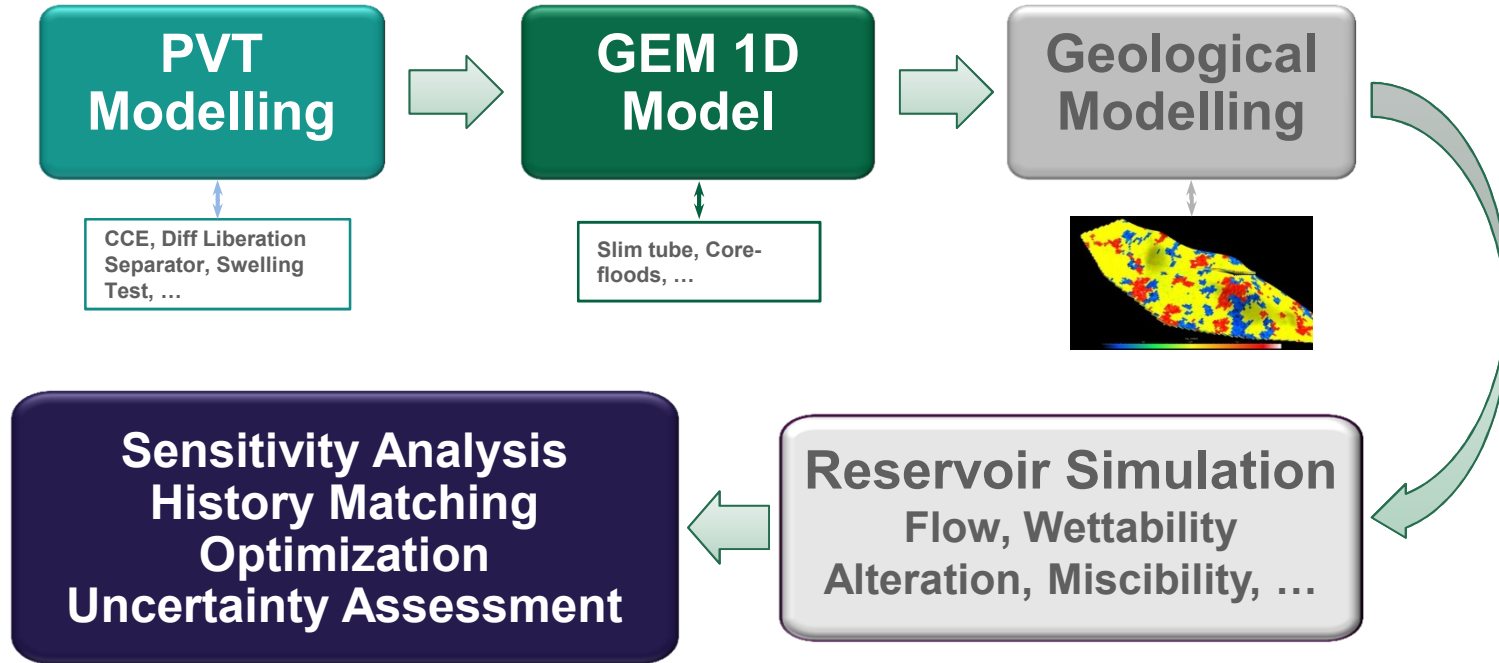 PVT
Modelling
GEM 1D
Model
Geological
Modelling
CCE, Diff Liberation
Separator, Swelling
Test, …
Slim tube, Core-
floods, …
Sensitivity Analysis
History Matching
Optimization
Uncertainty Assessment
Reservoir Simulation
Flow, Wettability
Alteration, Miscibility, …